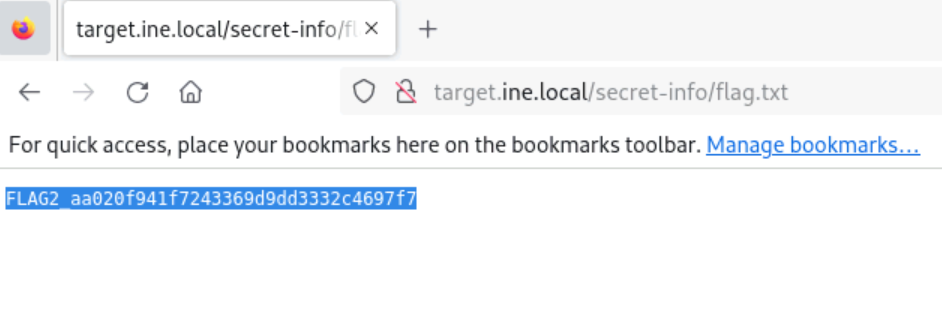 target.ine.local/secret-info/fl
target.ine.local/secret-info/flag.txt
For quick access, place your bookmarks here on the bookmarks toolbar. Manage bookmarks...
FLAG2_aa020f941f7243369d9dd3332c4697f7